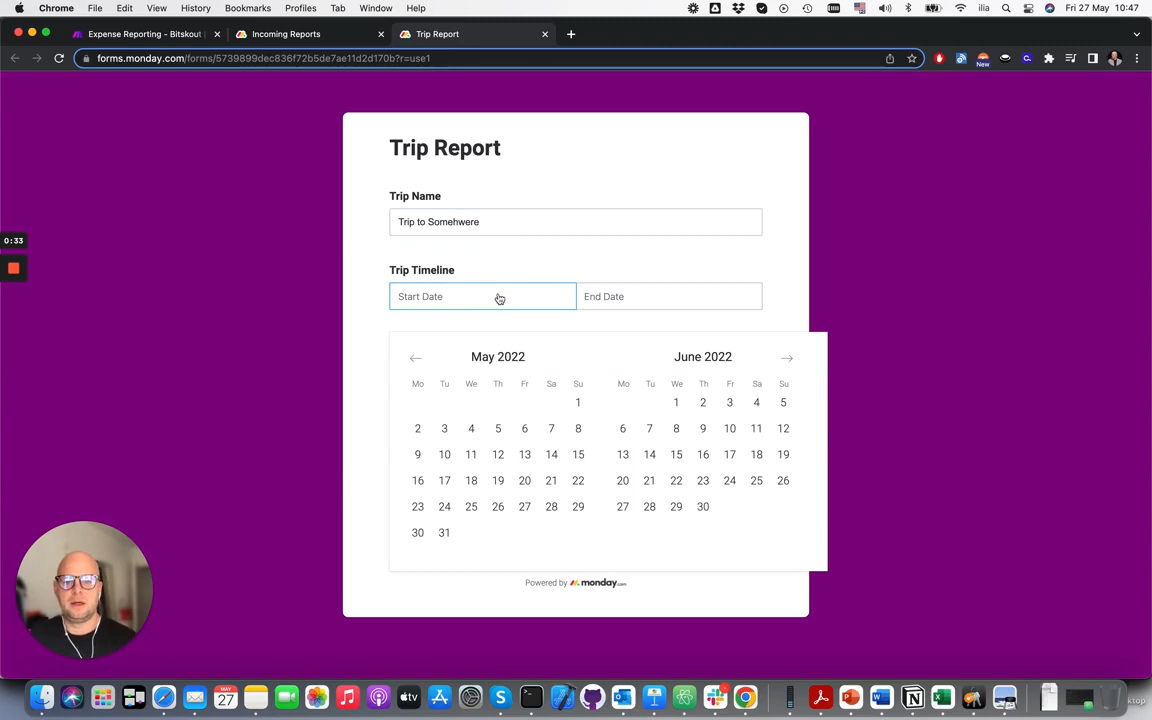 Chrome File Edit View History Bookmarks Profiles Tab Window Help ilia Fri 27 May 10:47
Expense Reporting - Bitskout | Incoming Reports Trip Report
forms.monday.com/forms/5739899dec836f72b5de7ae11d2d170b?r=use1
New
Trip Report
Trip Name
Trip to Somehwere
0:33
Trip Timeline
Start Date End Date
May 2022 June 2022
Mo Tu We Th Fr Sa Su Mo Tu We Th Fr Sa Su
1 1 2 3 4 5
2 3 4 5 6 7 8 6 7 8 9 10 11 12
9 10 11 12 13 14 15 13 14 15 16 17 18 19
16 17 18 19 20 21 22 20 21 22 23 24 25 26
23 24 25 26 27 28 29 27 28 29 30
30 31
Powered by monday.com
MAY
27
tv
ktop